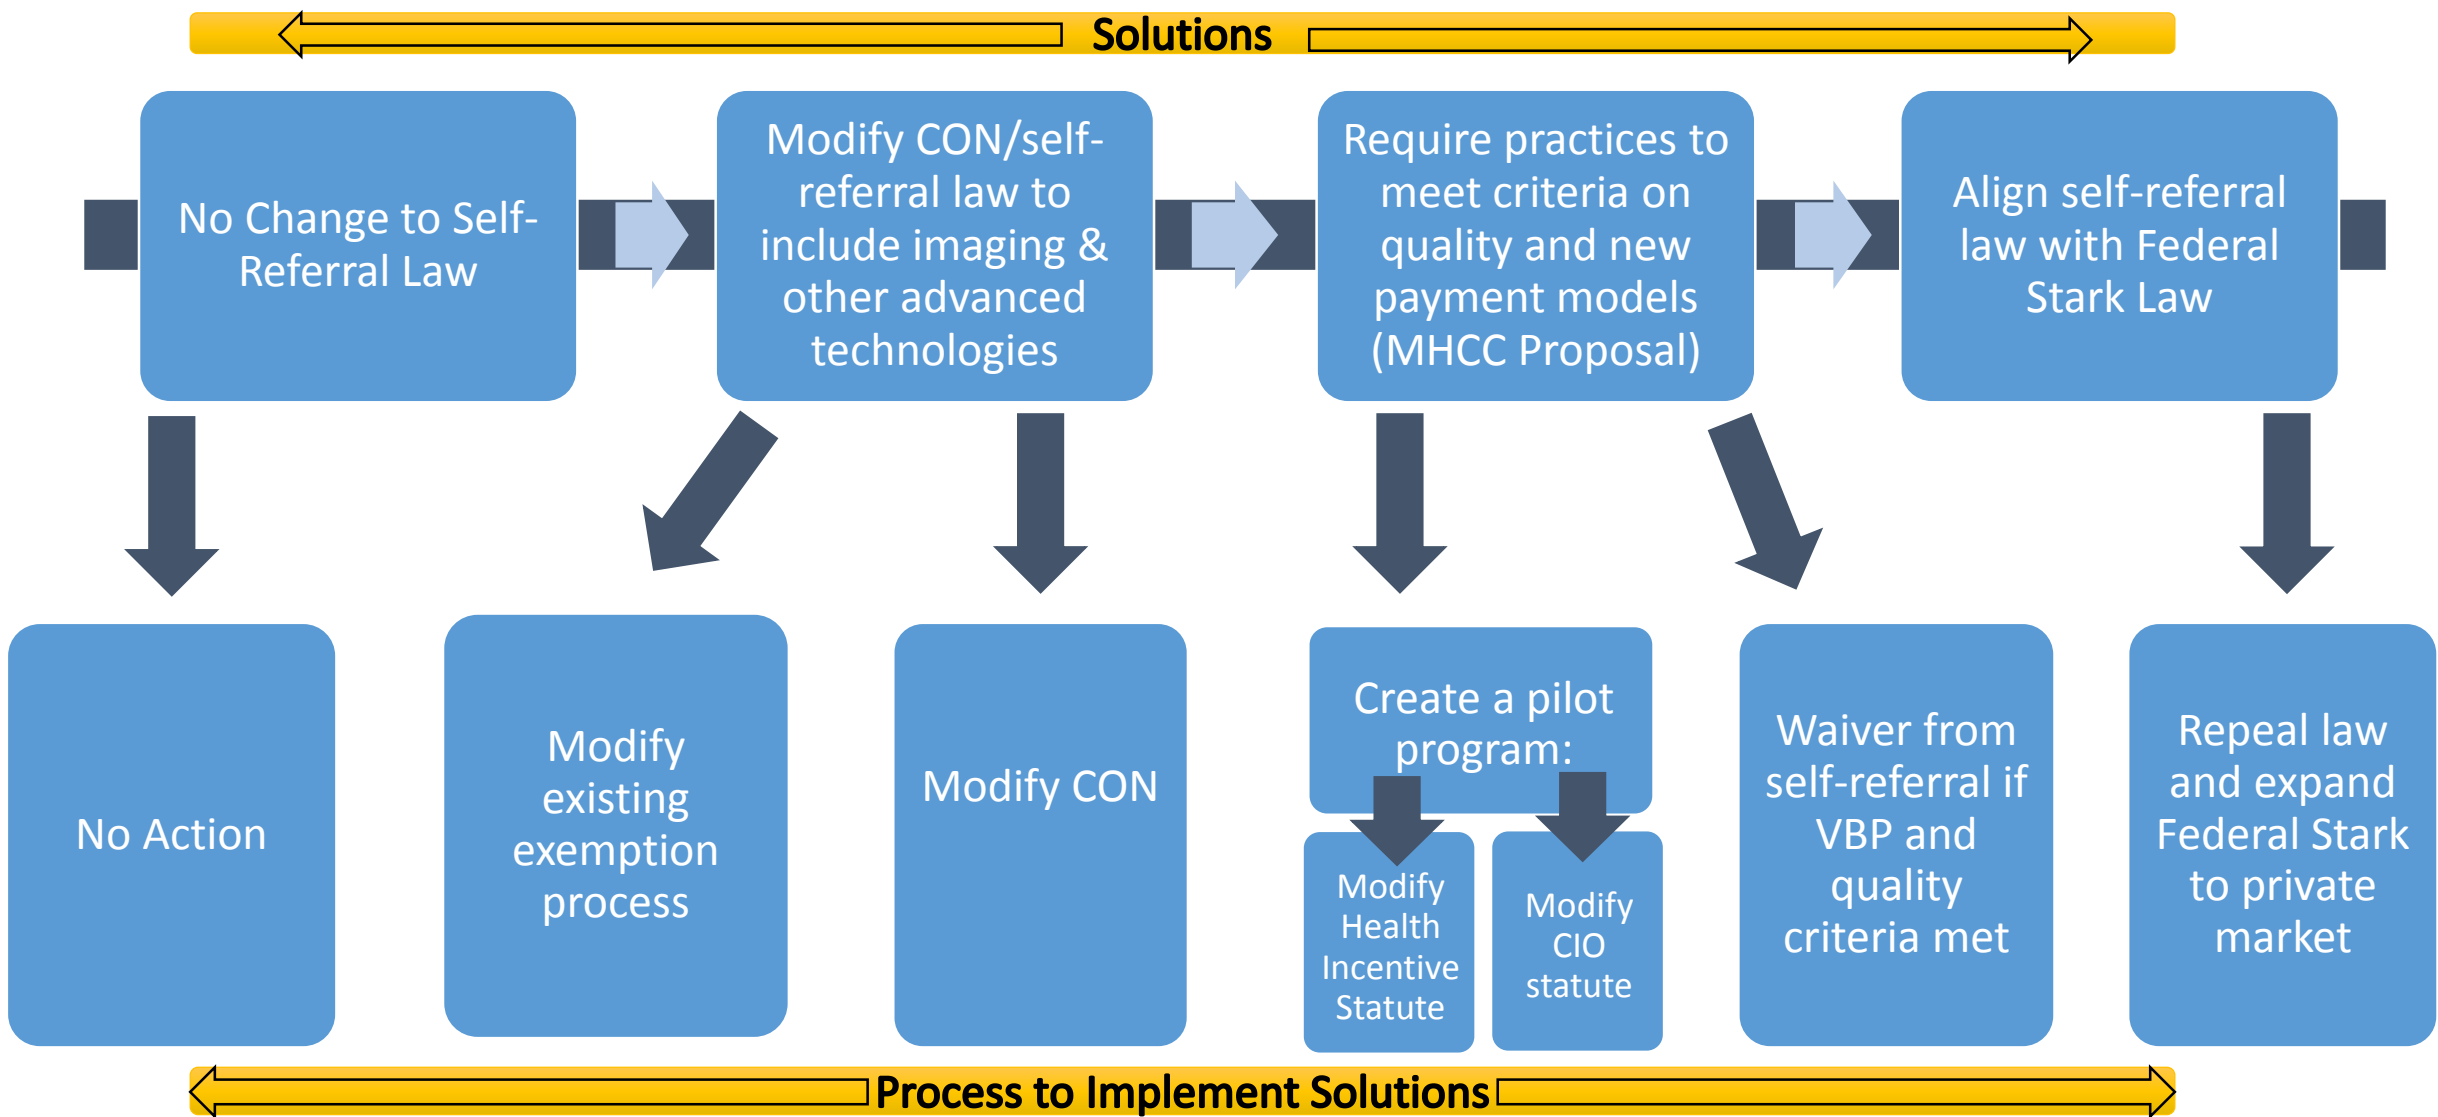 Solutions
No Change to Self-
Referral Law
Modify CON/self-
referral law to
include imaging &
other advanced
technologies
Require practices to
meet criteria on
quality and new
payment models
(MHCC Proposal)
Align self-referral
law with Federal
Stark Law
No Action
Modify
existing
exemption
process
Modify CON
Create a pilot
program:
Modify
Health
Incentive
Statute
Modify
CIO
statute
Waiver from
self-referral if
VBP and
quality
criteria met
Repeal law
and expand
Federal Stark
to private
market
Process to Implement Solutions